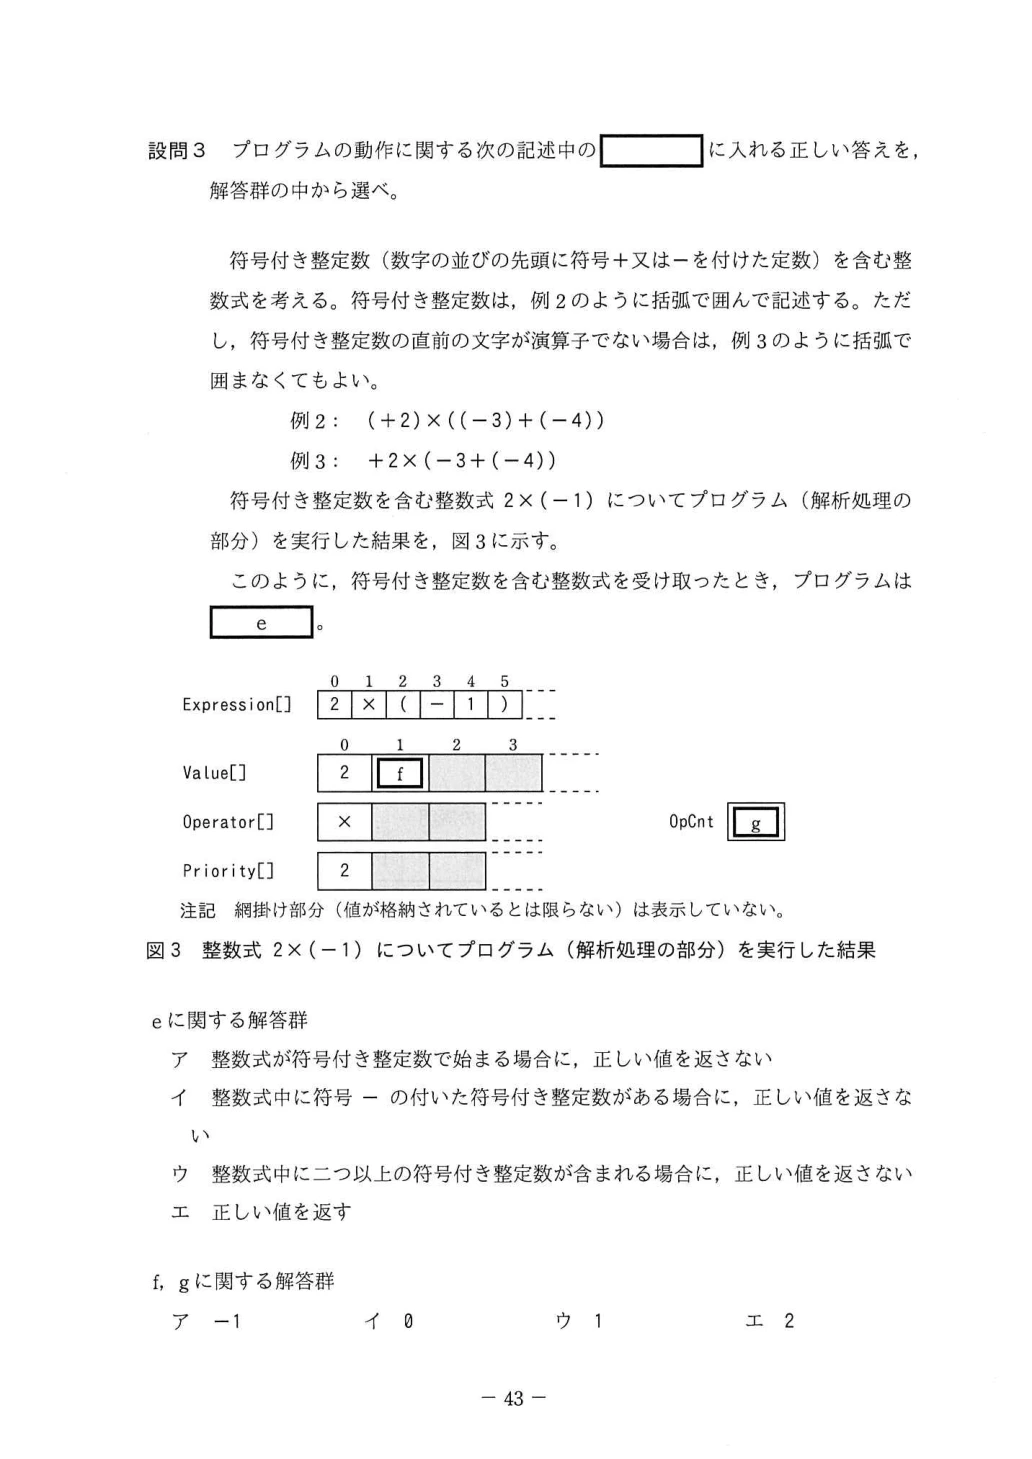 設問3 プログラムの動作に関する次の記述中の に入れる正しい答えを，
解答群の中から選べ。
符号付き整定数（数字の並びの先頭に符号＋又は－を付けた定数）を含む整
数式を考える。符号付き整定数は，例2のように括弧で囲んで記述する。ただ
し，符号付き整定数の直前の文字が演算子でない場合は，例3のように括弧で
囲まなくてもよい。
例2： (＋2)×((－3)＋(－4))
例3： ＋2×(－3＋(－4))
符号付き整定数を含む整数式 2×(－1) についてプログラム（解析処理の
部分）を実行した結果を，図3に示す。
このように，符号付き整定数を含む整数式を受け取ったとき，プログラムは
e 。
0 1 2 3 4 5
Expression[] 2 × ( － 1 )
0 1 2 3
Value[] 2 f
Operator[] × OpCnt g
Priority[] 2
注記 網掛け部分（値が格納されているとは限らない）は表示していない。
図3 整数式 2×(－1) についてプログラム（解析処理の部分）を実行した結果
eに関する解答群
ア 整数式が符号付き整定数で始まる場合に，正しい値を返さない
イ 整数式中に符号 － の付いた符号付き整定数がある場合に，正しい値を返さな
い
ウ 整数式中に二つ以上の符号付き整定数が含まれる場合に，正しい値を返さない
エ 正しい値を返す
f，gに関する解答群
ア －1 イ 0 ウ 1 エ 2
－ 43 －